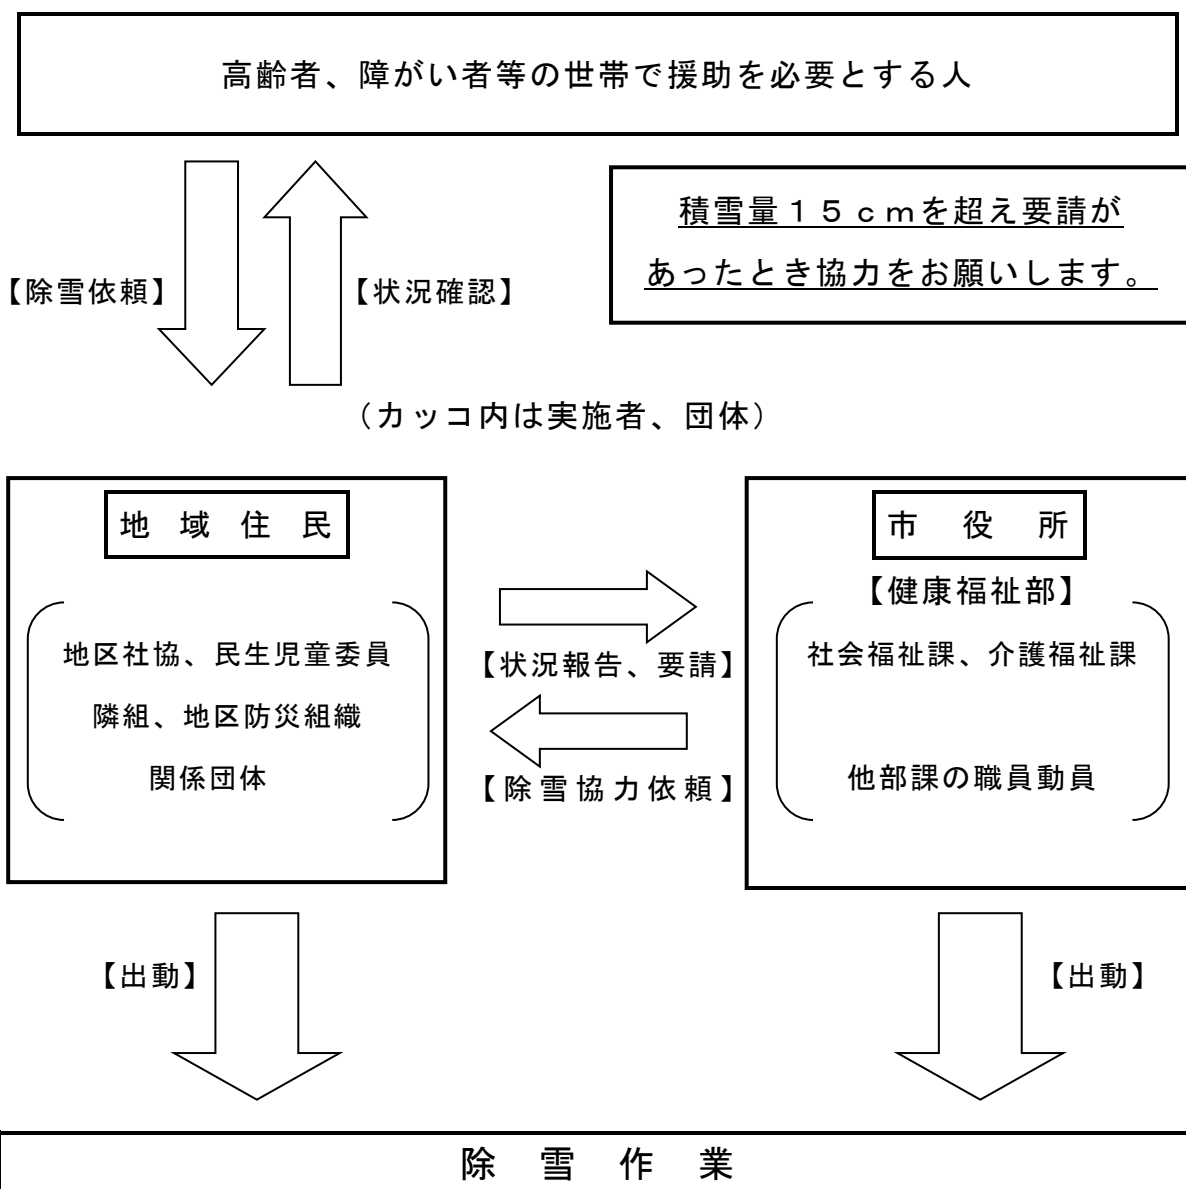 高齢者、障がい者等の世帯で援助を必要とする人
積雪量15cmを超え要請が
あったとき協力をお願いします。
【除雪依頼】
【状況確認】
（カッコ内は実施者、団体）
地域住民
地区社協、民生児童委員
隣組、地区防災組織
関係団体
【状況報告、要請】
【除雪協力依頼】
市役所
【健康福祉部】
社会福祉課、介護福祉課
他部課の職員動員
【出動】
【出動】
除雪作業